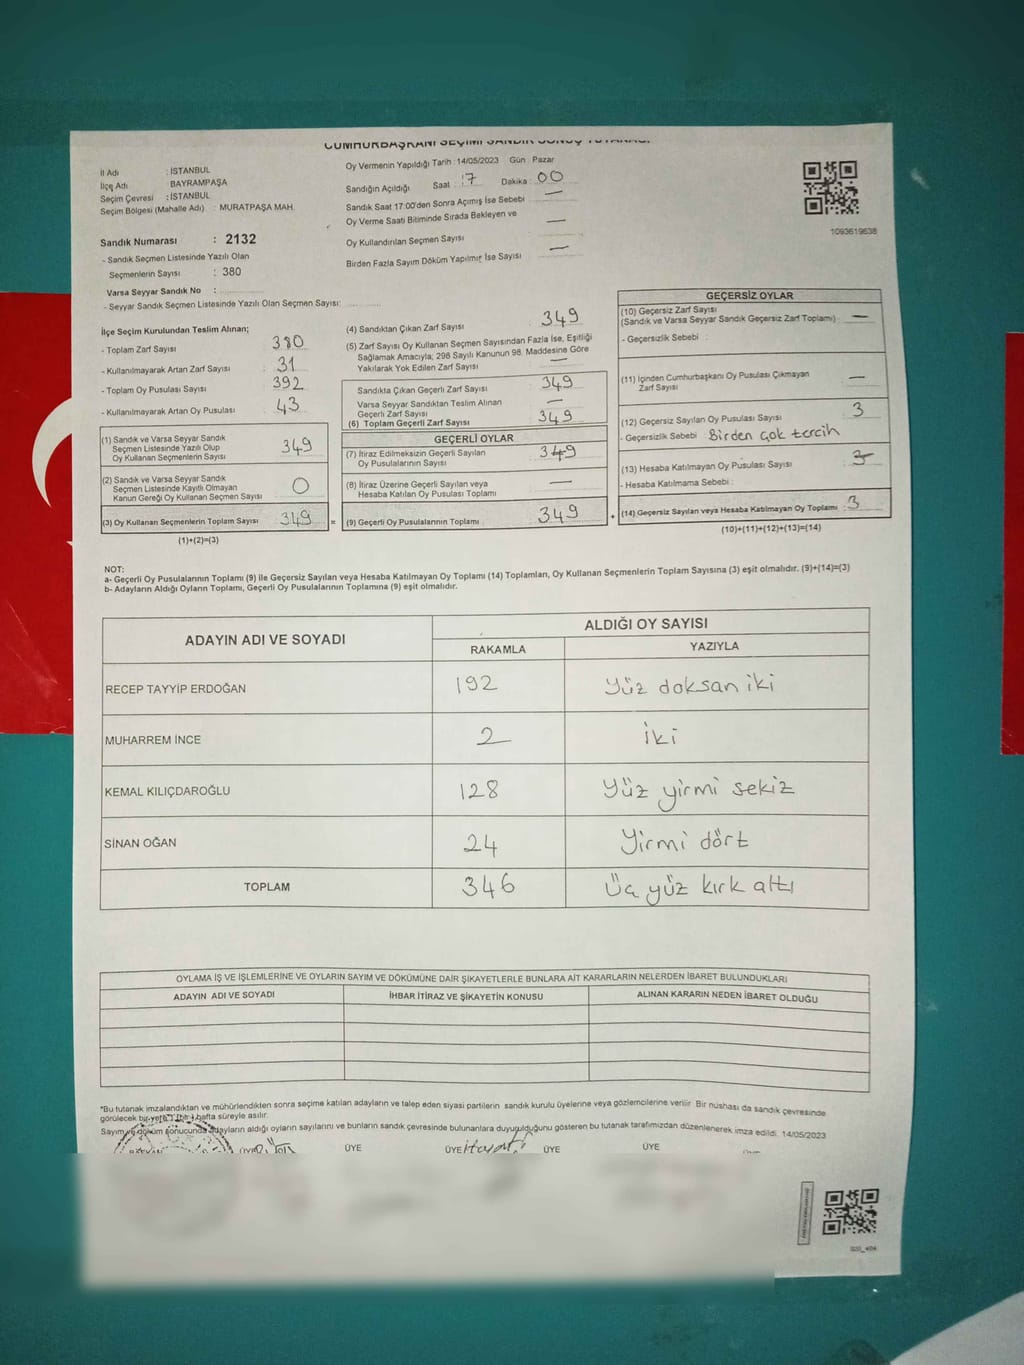 CUMHURBAŞKANI SEÇİMİ SANDIK SONUÇ TUTANAĞI
İl Adı : İSTANBUL
İlçe Adı : BAYRAMPAŞA
Seçim Çevresi : İSTANBUL
Seçim Bölgesi (Mahalle Adı) : MURATPAŞA MAH.
Sandık Numarası : 2132
- Sandık Seçmen Listesinde Yazılı Olan
Seçmenlerin Sayısı : 380
Varsa Seyyar Sandık No :
- Seyyar Sandık Seçmen Listesinde Yazılı Olan Seçmen Sayısı:
Oy Vermenin Yapıldığı Tarih : 14/05/2023 Gün : Pazar
Sandığın Açıldığı Saat : 17 Dakika : 00
Sandık Saat 17:00'den Sonra Açımış İse Sebebi —
Oy Verme Saati Bitiminde Sırada Bekleyen ve
Oy Kullandırılan Seçmen Sayısı —
Birden Fazla Sayım Döküm Yapılmış İse Sayısı —
1093619638
İlçe Seçim Kurulundan Teslim Alınan;
- Toplam Zarf Sayısı 380
- Kullanılmayarak Artan Zarf Sayısı 31
- Toplam Oy Pusulası Sayısı 392
- Kullanılmayarak Artan Oy Pusulası 43
(1) Sandık ve Varsa Seyyar Sandık
Seçmen Listesinde Yazılı Olup
Oy Kullanan Seçmenlerin Sayısı 349
(2) Sandık ve Varsa Seyyar Sandık
Seçmen Listesinde Kayıtlı Olmayan
Kanun Gereği Oy Kullanan Seçmen Sayısı 0
(3) Oy Kullanan Seçmenlerin Toplam Sayısı 349 =
(1)+(2)=(3)
(4) Sandıktan Çıkan Zarf Sayısı 349
(5) Zarf Sayısı Oy Kullanan Seçmen Sayısından Fazla İse, Eşitliği
Sağlamak Amacıyla; 298 Sayılı Kanunun 98. Maddesine Göre
Yakılarak Yok Edilen Zarf Sayısı —
Sandıkta Çıkan Geçerli Zarf Sayısı 349
Varsa Seyyar Sandıktan Teslim Alınan
Geçerli Zarf Sayısı —
(6) Toplam Geçerli Zarf Sayısı 349
GEÇERLİ OYLAR
(7) İtiraz Edilmeksizin Geçerli Sayılan
Oy Pusulalarının Sayısı 349
(8) İtiraz Üzerine Geçerli Sayılan veya
Hesaba Katılan Oy Pusulası Toplamı —
(9) Geçerli Oy Pusulalarının Toplamı 349 +
GEÇERSİZ OYLAR
(10) Geçersiz Zarf Sayısı
(Sandık ve Varsa Seyyar Sandık Geçersiz Zarf Toplamı) —
- Geçersizlik Sebebi :
(11) İçinden Cumhurbaşkanı Oy Pusulası Çıkmayan
Zarf Sayısı —
(12) Geçersiz Sayılan Oy Pusulası Sayısı 3
- Geçersizlik Sebebi Birden çok tercih
(13) Hesaba Katılmayan Oy Pusulası Sayısı
- Hesaba Katılmama Sebebi :
(14) Geçersiz Sayılan veya Hesaba Katılmayan Oy Toplamı : 3
(10)+(11)+(12)+(13)=(14)
NOT:
a- Geçerli Oy Pusulalarının Toplamı (9) ile Geçersiz Sayılan veya Hesaba Katılmayan Oy Toplamı (14) Toplamları, Oy Kullanan Seçmenlerin Toplam Sayısına (3) eşit olmalıdır. (9)+(14)=(3)
b- Adayların Aldığı Oyların Toplamı, Geçerli Oy Pusulalarının Toplamına (9) eşit olmalıdır.
ADAYIN ADI VE SOYADI ALDIĞI OY SAYISI
RAKAMLA YAZIYLA
RECEP TAYYİP ERDOĞAN 192 Yüz doksan iki
MUHARREM İNCE 2 iki
KEMAL KILIÇDAROĞLU 128 Yüz yirmi sekiz
SİNAN OĞAN 24 Yirmi dört
TOPLAM 346 Üç yüz kırk altı
OYLAMA İŞ VE İŞLEMLERİNE VE OYLARIN SAYIM VE DÖKÜMÜNE DAİR ŞİKAYETLERLE BUNLARA AİT KARARLARIN NELERDEN İBARET BULUNDUKLARI
ADAYIN ADI VE SOYADI İHBAR İTİRAZ VE ŞİKAYETİN KONUSU ALINAN KARARIN NEDEN İBARET OLDUĞU
*Bu tutanak imzalandıktan ve mühürlendikten sonra seçime katılan adayların ve talep eden siyasi partilerin sandık kurulu üyelerine veya gözlemcilerine verilir. Bir nüshası da sandık çevresinde
görülecek bir yere 1 (bir) hafta süreyle asılır.
Sayım ve döküm sonucunda adayların aldığı oyların sayılarını ve bunların sandık çevresinde bulunanlara duyurulduğunu gösteren bu tutanak tarafımızdan düzenlenerek imza edildi. 14/05/2023
ÜYE ÜYE ÜYE ÜYE